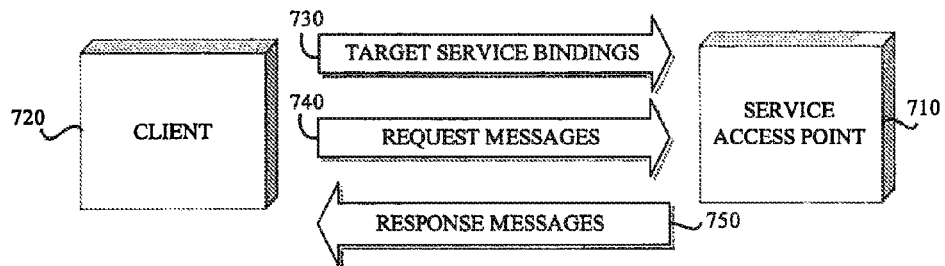 730
TARGET SERVICE BINDINGS
720
CLIENT
740
REQUEST MESSAGES
SERVICE
ACCESS POINT
710
RESPONSE MESSAGES
750